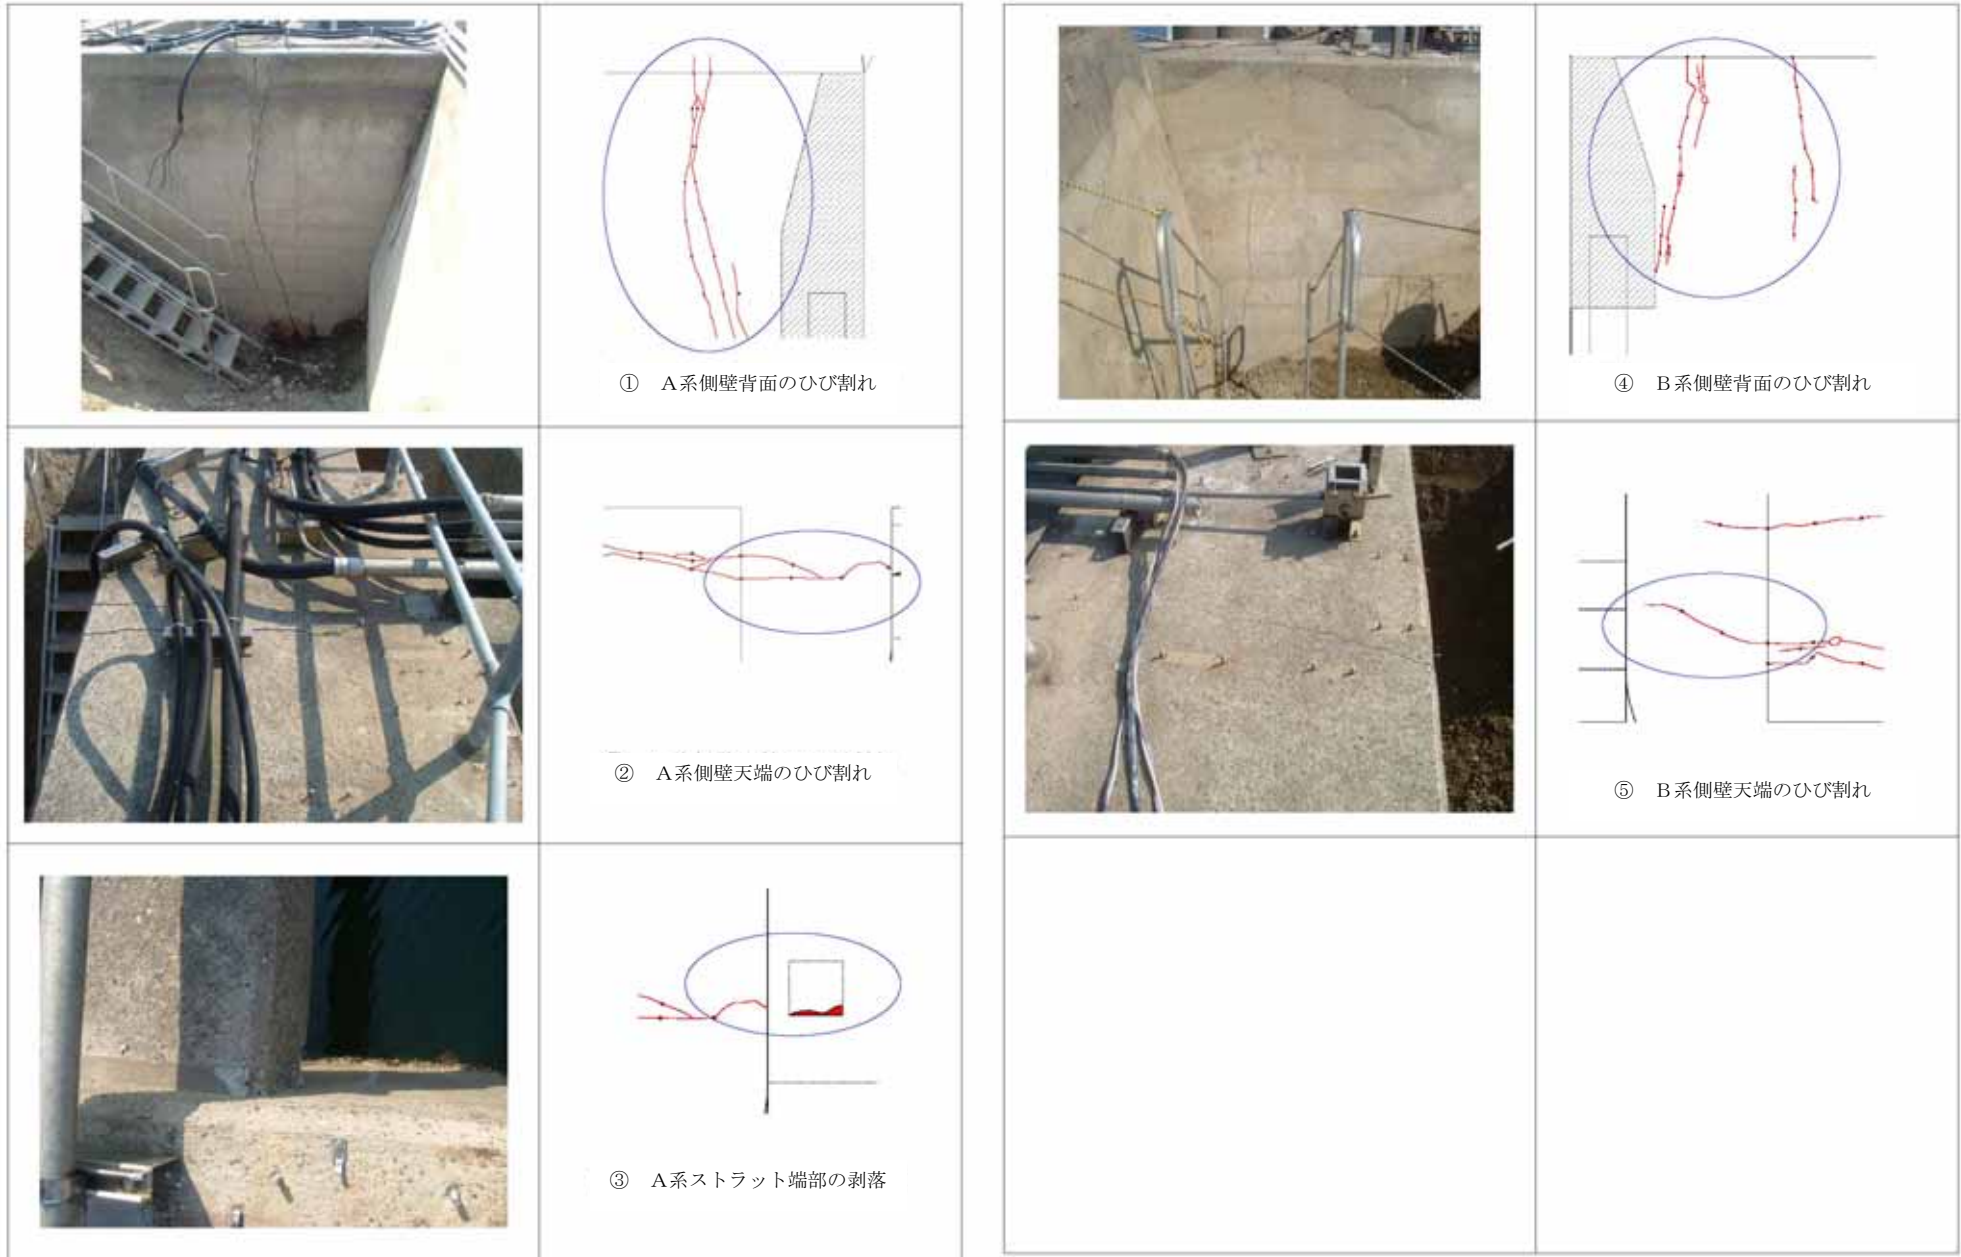 ① A系側壁背面のひび割れ
② A系側壁天端のひび割れ
③ A系ストラット端部の剥落
④ B系側壁背面のひび割れ
⑤ B系側壁天端のひび割れ